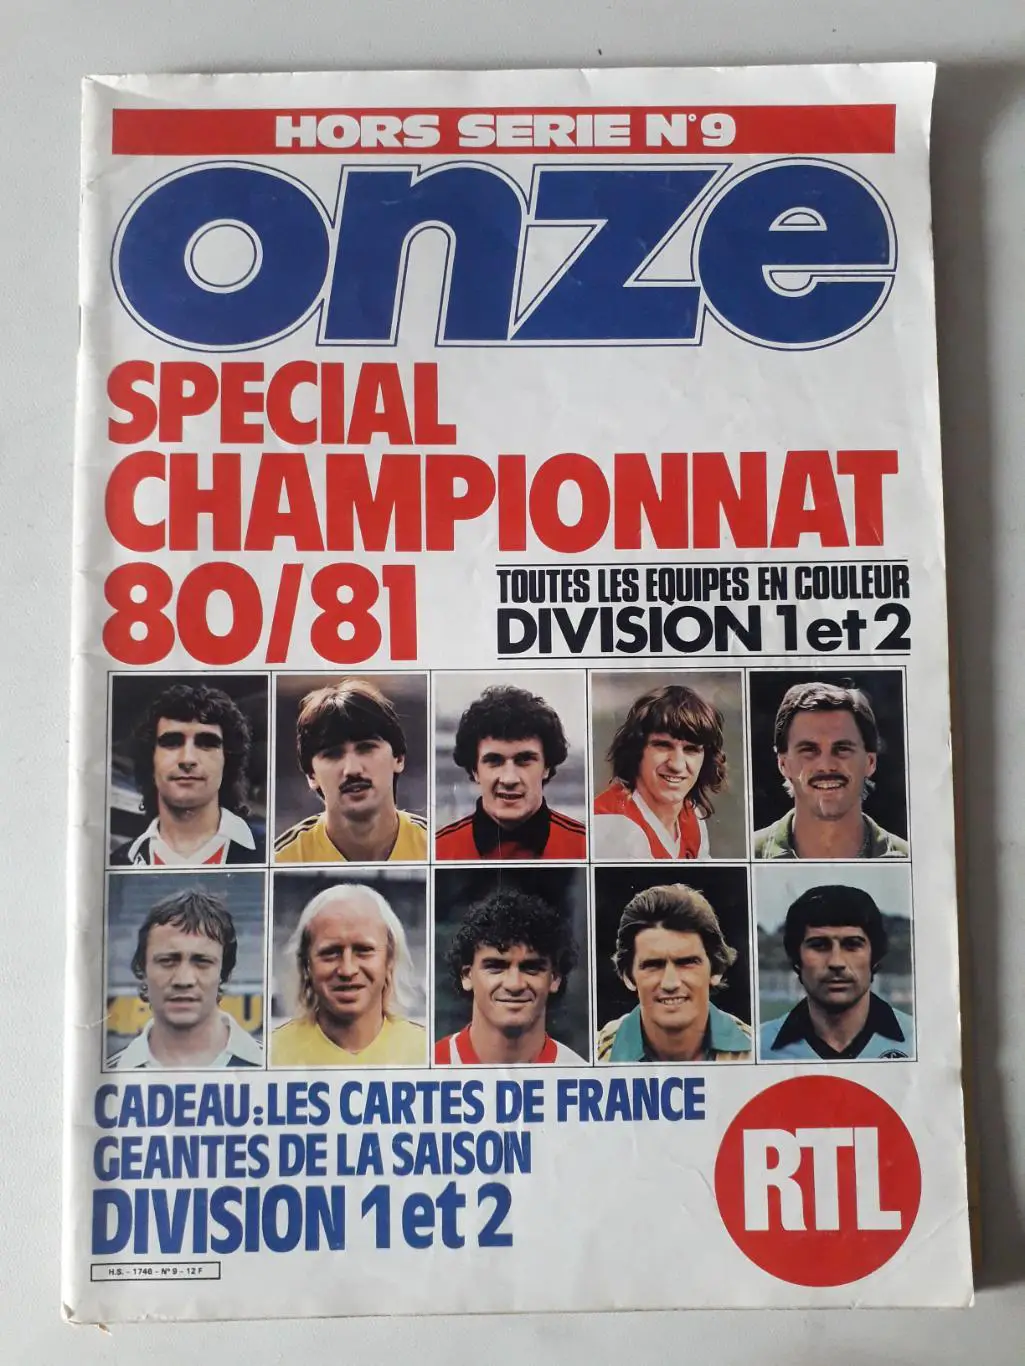 HORS SERIE N°9
onze
SPECIAL
CHAMPIONNAT
80/81
TOUTES LES EQUIPES EN COULEUR
DIVISION 1 et 2
CADEAU: LES CARTES DE FRANCE
GEANTES DE LA SAISON
DIVISION 1 et 2
RTL
H.S. - 1746 - N° 9 - 12 F